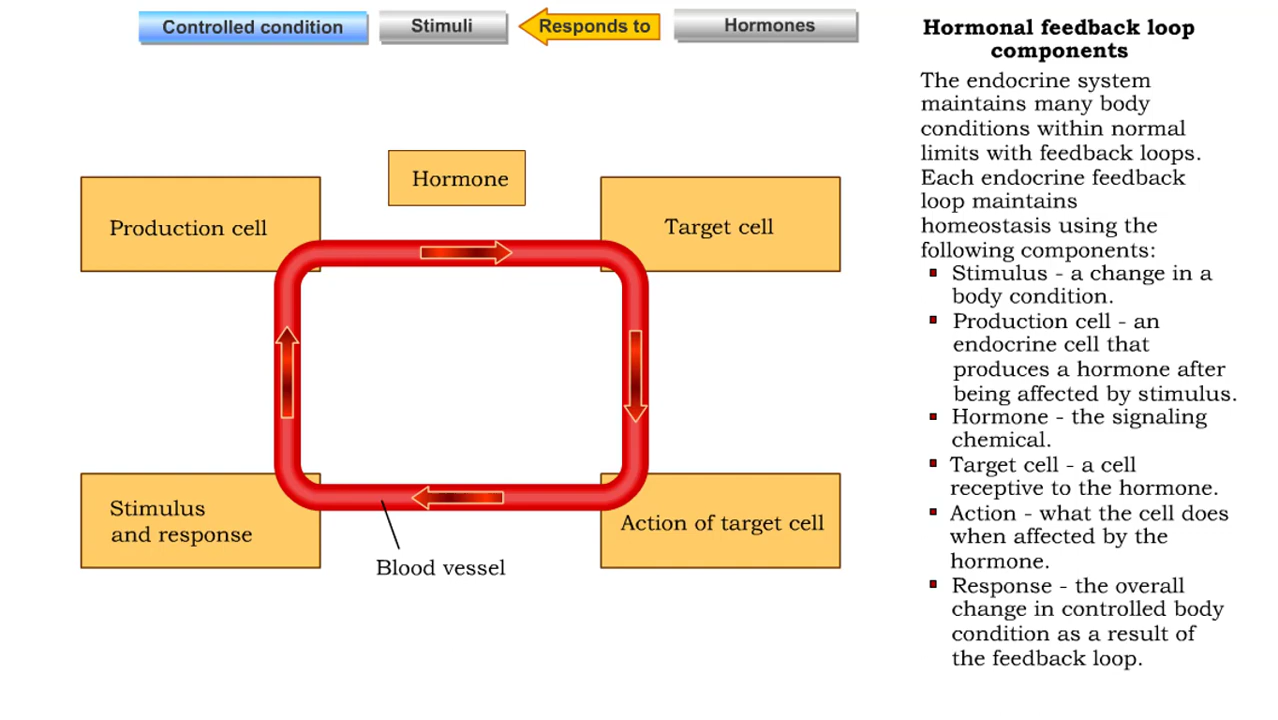 Controlled condition
Stimuli
Responds to
Hormones
Hormone
Production cell
Target cell
Stimulus
and response
Action of target cell
Blood vessel
Hormonal feedback loop
components
The endocrine system
maintains many body
conditions within normal
limits with feedback loops.
Each endocrine feedback
loop maintains
homeostasis using the
following components:
Stimulus - a change in a
body condition.
Production cell - an
endocrine cell that
produces a hormone after
being affected by stimulus.
Hormone - the signaling
chemical.
Target cell - a cell
receptive to the hormone.
Action - what the cell does
when affected by the
hormone.
Response - the overall
change in controlled body
condition as a result of
the feedback loop.